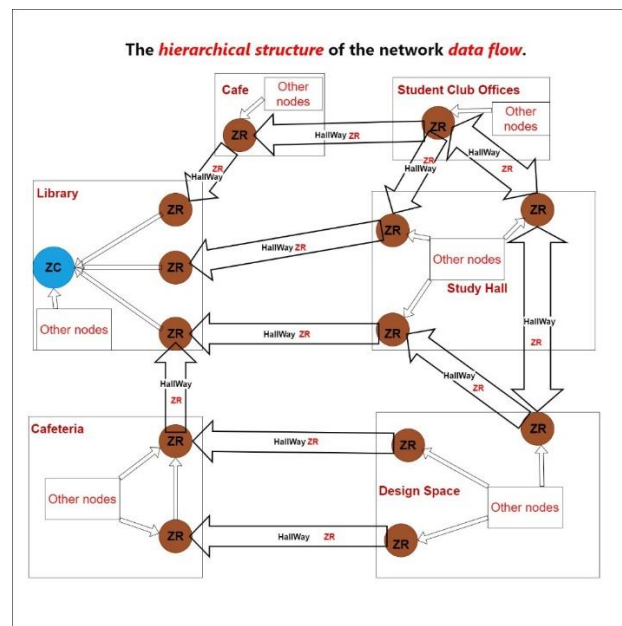 The hierarchical structure of the network data flow.
Cafe
Other
nodes
ZR
Student Club Offices
Other
nodes
ZR
HallWay ZR
ZR
HallWay
ZR
HallWay
HallWay
ZR
Library
ZR
ZR
ZR
ZC
Other nodes
HallWay ZR
ZR
ZR
Other nodes
Study Hall
HallWay ZR
ZR
HallWay
ZR
HallWay
ZR
HallWay
ZR
Cafeteria
ZR
Other nodes
ZR
HallWay ZR
ZR
ZR
Design Space
Other nodes
HallWay ZR
ZR